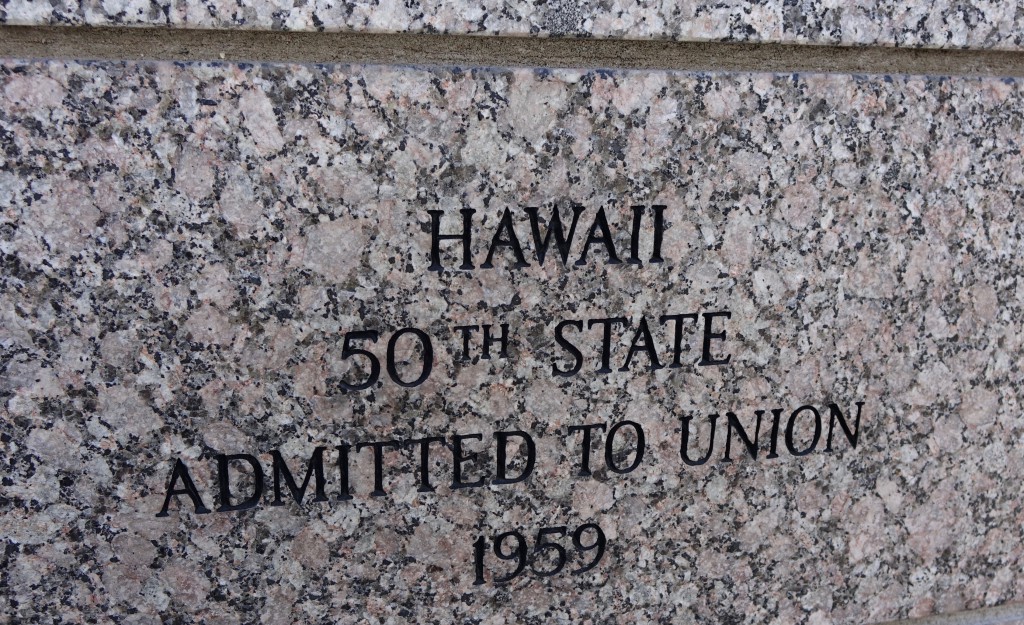 HAWAII
50TH STATE
ADMITTED TO UNION
1959